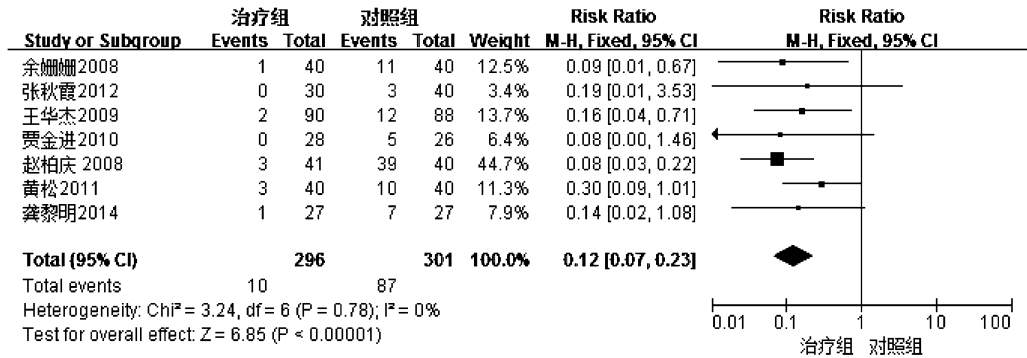 治疗组 对照组 Risk Ratio Risk Ratio
Study or Subgroup Events Total Events Total Weight M-H, Fixed, 95% CI M-H, Fixed, 95% CI
余姗姗2008 1 40 11 40 12.5% 0.09 [0.01, 0.67]
张秋霞2012 0 30 3 40 3.4% 0.19 [0.01, 3.53]
王华杰2009 2 90 12 88 13.7% 0.16 [0.04, 0.71]
贾金进2010 0 28 5 26 6.4% 0.08 [0.00, 1.46]
赵柏庆 2008 3 41 39 40 44.7% 0.08 [0.03, 0.22]
黄松2011 3 40 10 40 11.3% 0.30 [0.09, 1.01]
龚黎明2014 1 27 7 27 7.9% 0.14 [0.02, 1.08]
Total (95% CI) 296 301 100.0% 0.12 [0.07, 0.23]
Total events 10 87
Heterogeneity: Chi² = 3.24, df = 6 (P = 0.78); I² = 0%
Test for overall effect: Z = 6.85 (P < 0.00001)
0.01 0.1 1 10 100
治疗组 对照组